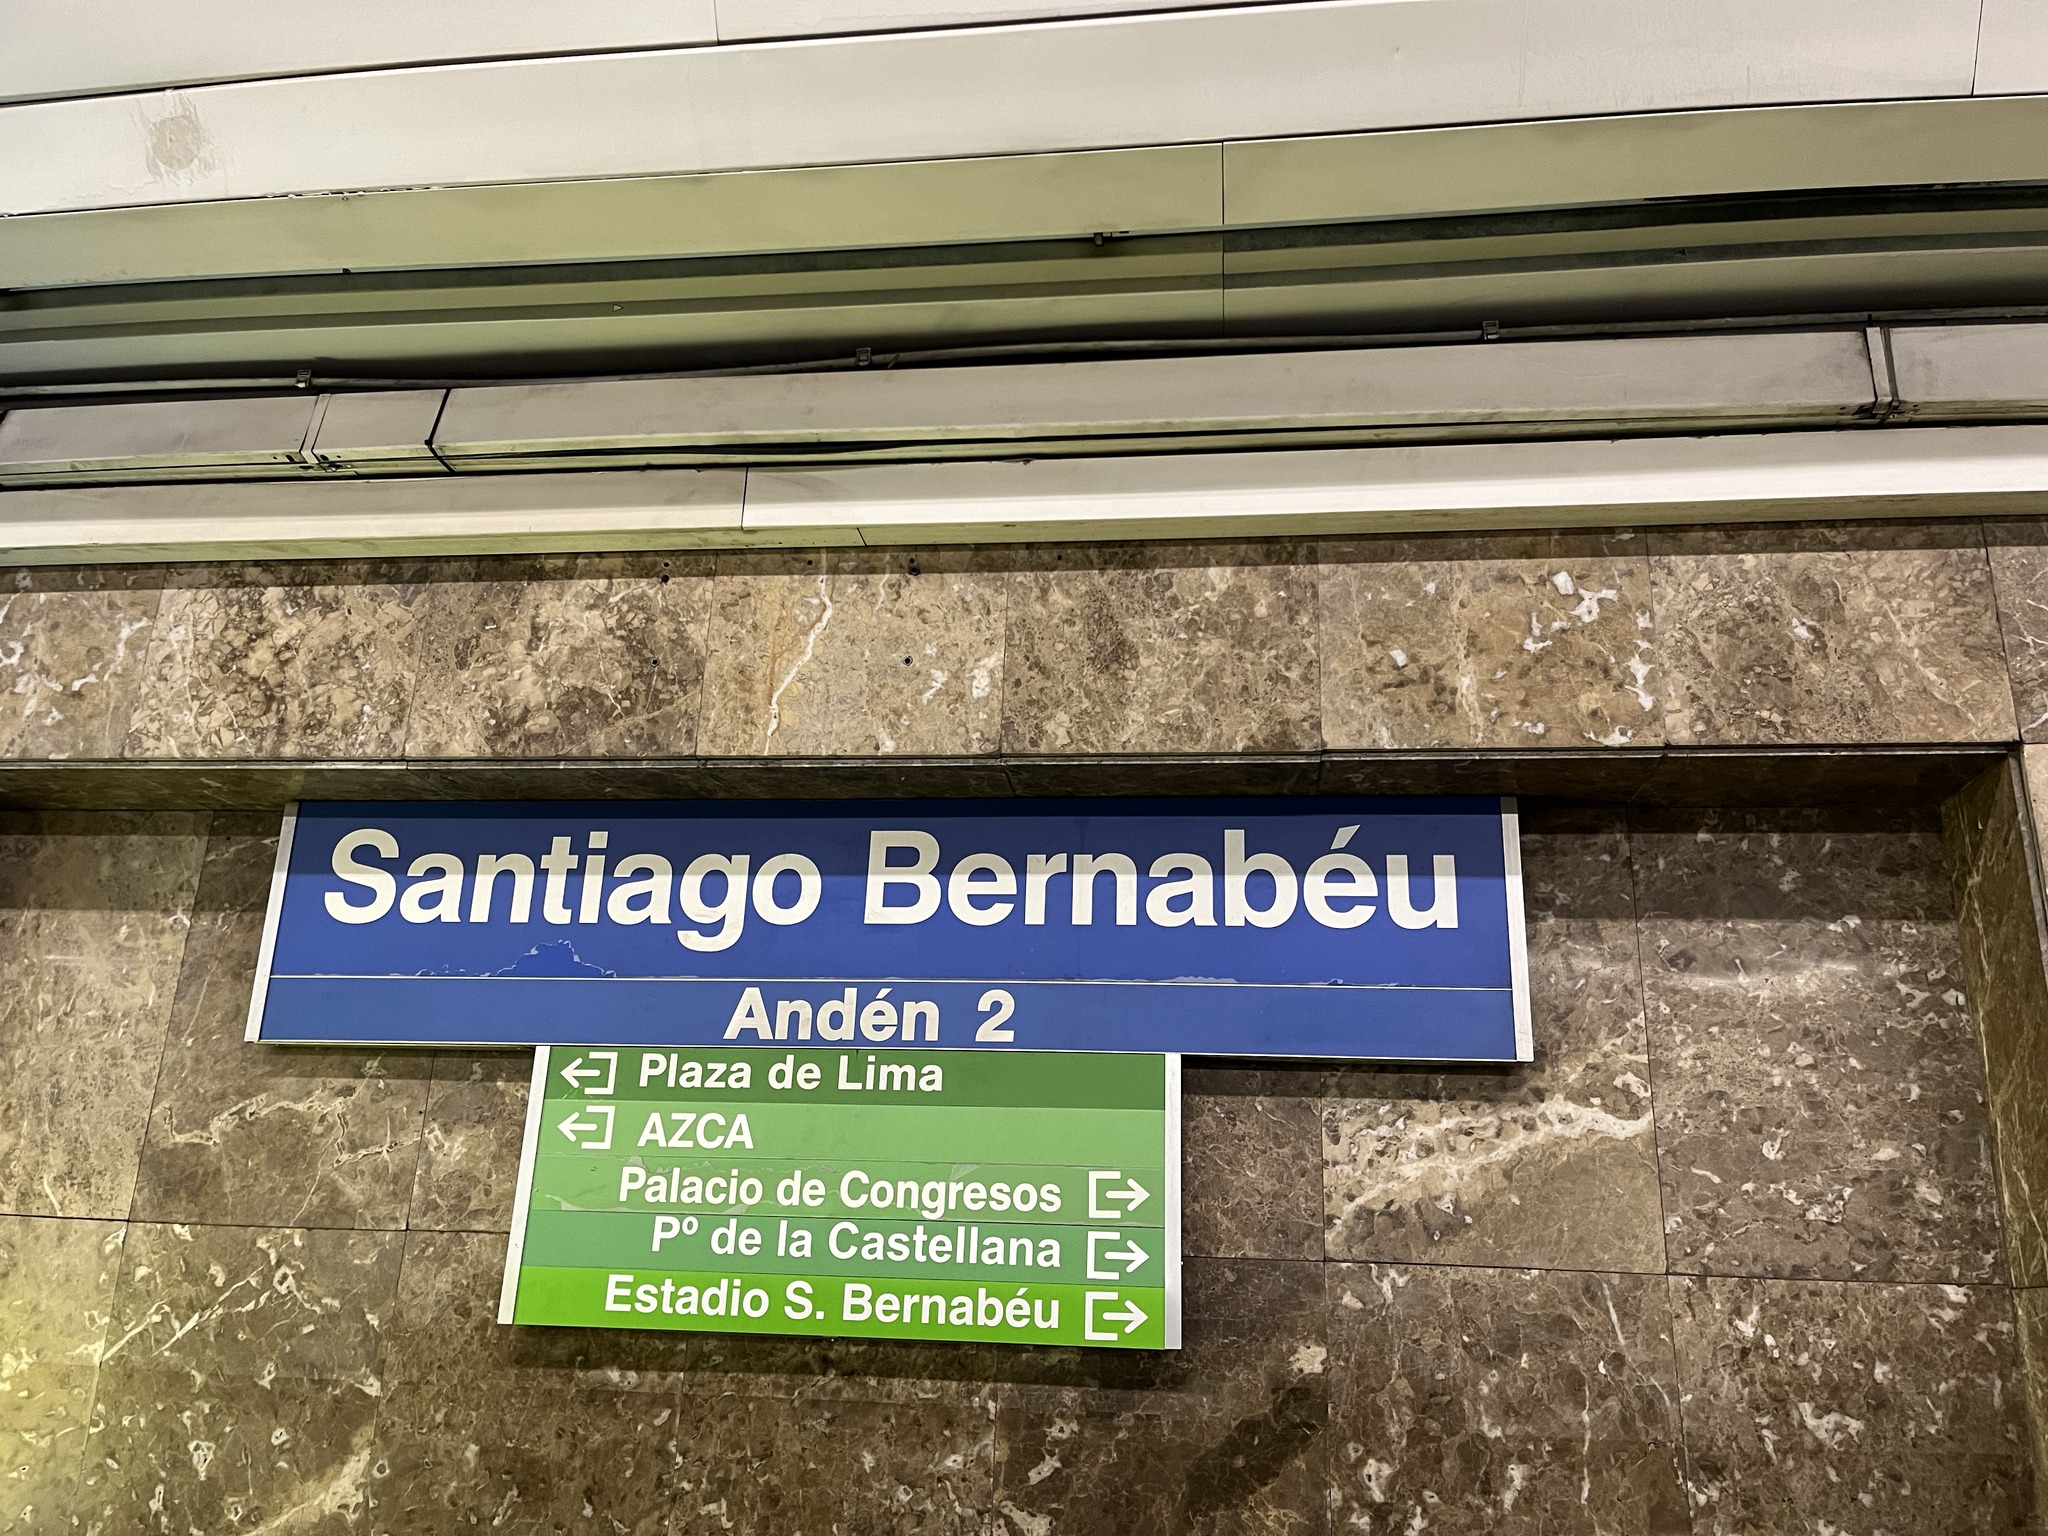 Santiago Bernabéu
Andén 2
Plaza de Lima
AZCA
Palacio de Congresos
Pº de la Castellana
Estadio S. Bernabéu